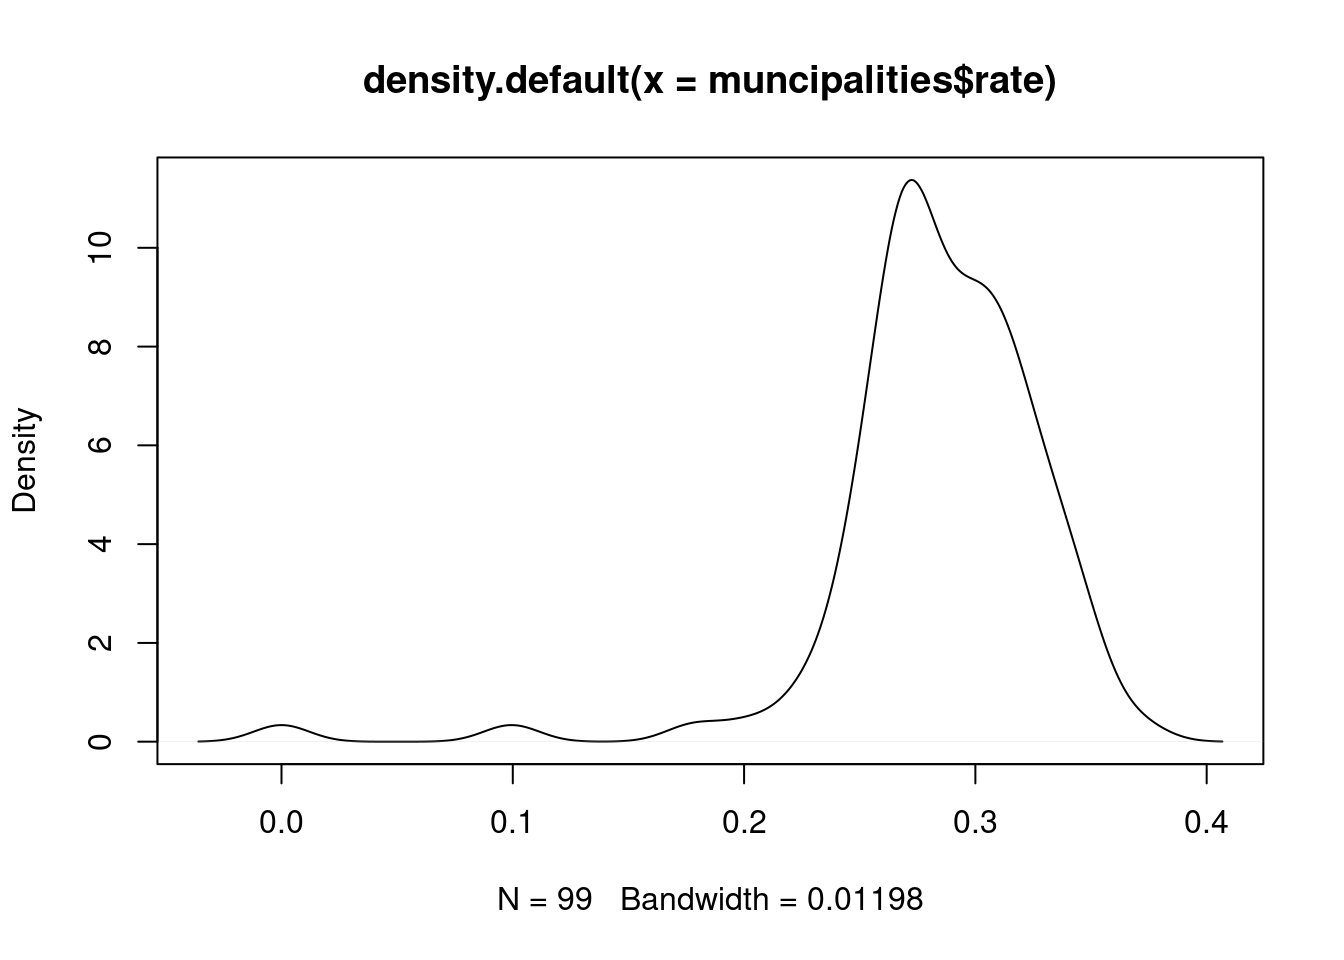 density.default(x = muncipalities$rate)
Density
10
8
6
4
2
0
0.0 0.1 0.2 0.3 0.4
N = 99 Bandwidth = 0.01198